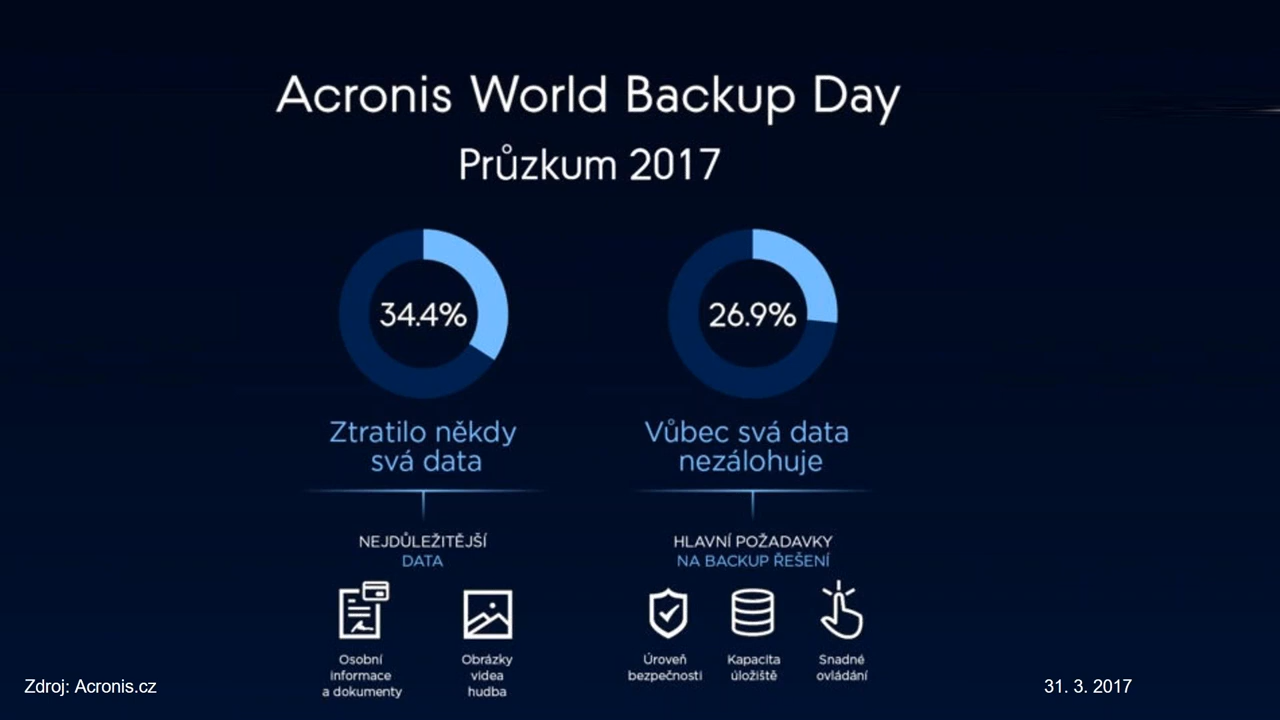 Acronis World Backup Day
Průzkum 2017
34.4%
Ztratilo někdy
svá data
NEJDŮLEŽITĚJŠÍ
DATA
Osobní
informace
a dokumenty
Obrázky
videa
hudba
26.9%
Vůbec svá data
nezálohuje
HLAVNÍ POŽADAVKY
NA BACKUP ŘEŠENÍ
Úroveň
bezpečnosti
Kapacita
úložiště
Snadné
ovládání
Zdroj: Acronis.cz
31. 3. 2017